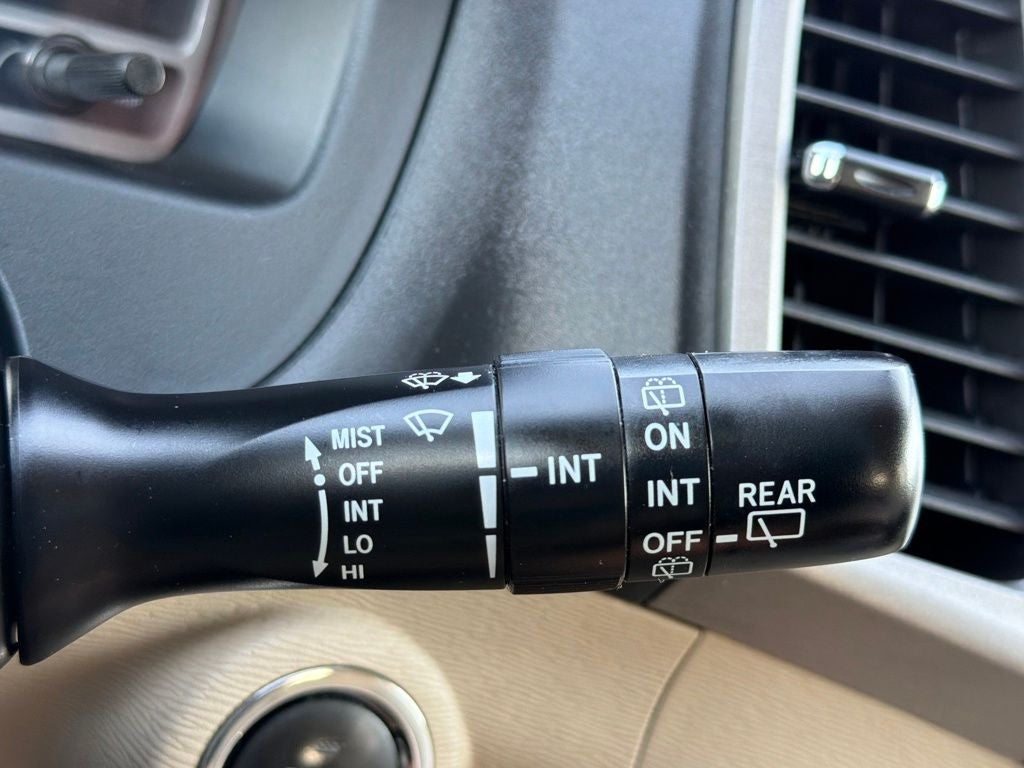 MIST
OFF
INT
LO
HI
INT
ON
INT
OFF
REAR